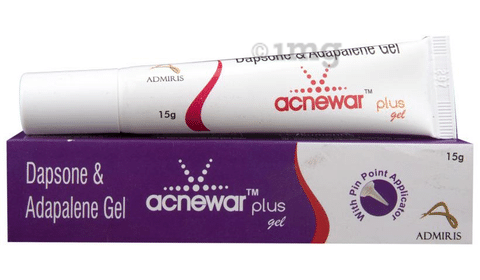 © 1mg
Dapsone & Adapalene Gel
ADMIRIS
15g
acnewar™ plus
gel
Dapsone &
Adapalene Gel
acnewar™ plus
gel
With Pin Point Applicator
15g
ADMIRIS